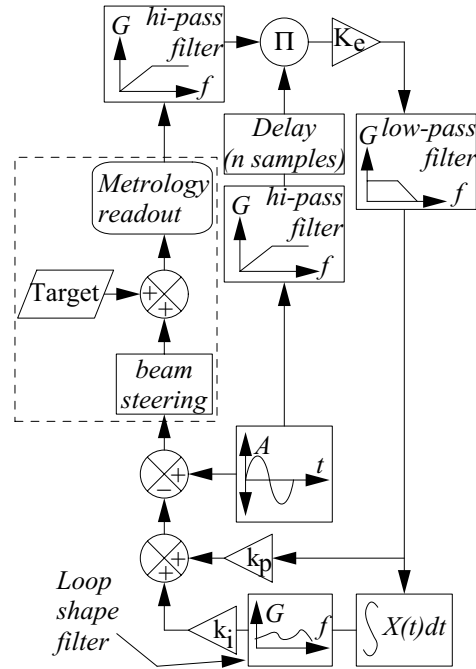 hi-pass
filter
G
f
Π
Ke
Delay
(n samples)
G low-pass
filter
f
hi-pass
G filter
f
Metrology
readout
Target
+
+
beam
steering
A
t
+
−
+
+
kp
Loop
shape
filter
ki
G
f
∫X(t)dt